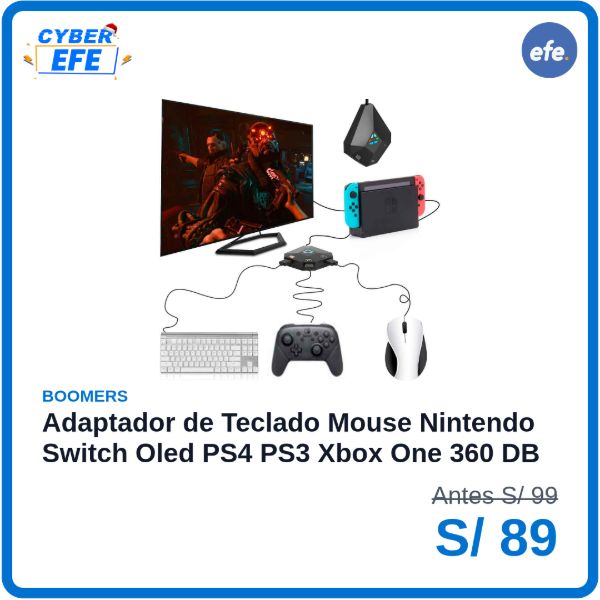 CYBER
EFE
efe.
BOOMERS
Adaptador de Teclado Mouse Nintendo
Switch Oled PS4 PS3 Xbox One 360 DB
Antes S/ 99
S/ 89